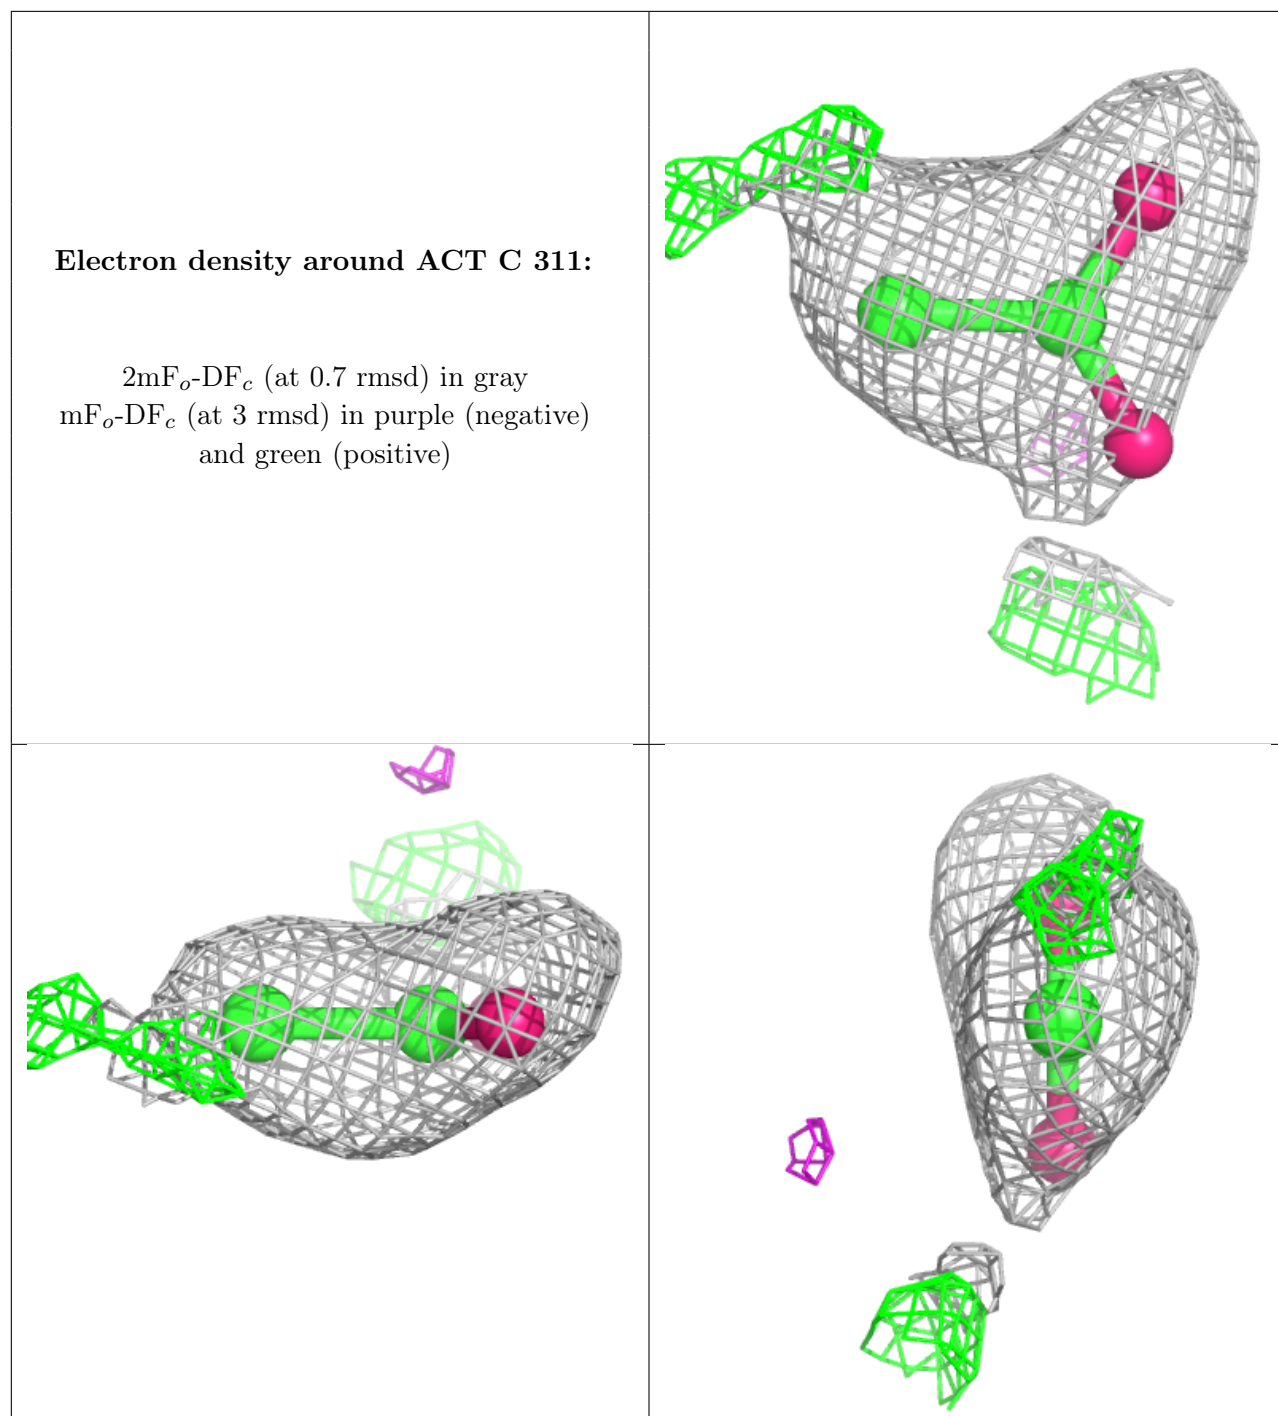 Electron density around ACT C 311:
2mFo-DFc (at 0.7 rmsd) in gray
mFo-DFc (at 3 rmsd) in purple (negative)
and green (positive)